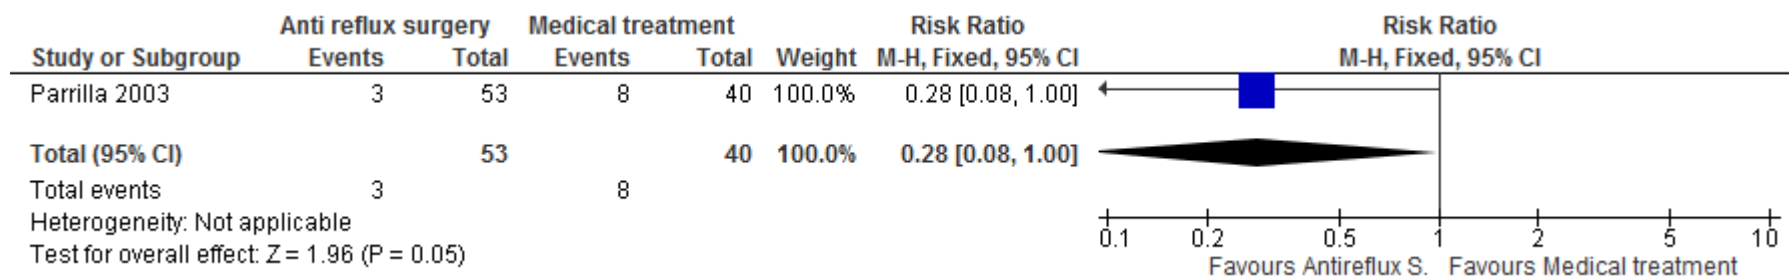 Anti reflux surgery Medical treatment Risk Ratio Risk Ratio
Study or Subgroup Events Total Events Total Weight M-H, Fixed, 95% CI M-H, Fixed, 95% CI
Parrilla 2003 3 53 8 40 100.0% 0.28 [0.08, 1.00]
Total (95% CI) 53 40 100.0% 0.28 [0.08, 1.00]
Total events 3 8
Heterogeneity: Not applicable
Test for overall effect: Z = 1.96 (P = 0.05)
0.1 0.2 0.5 1 2 5 10
Favours Antireflux S. Favours Medical treatment